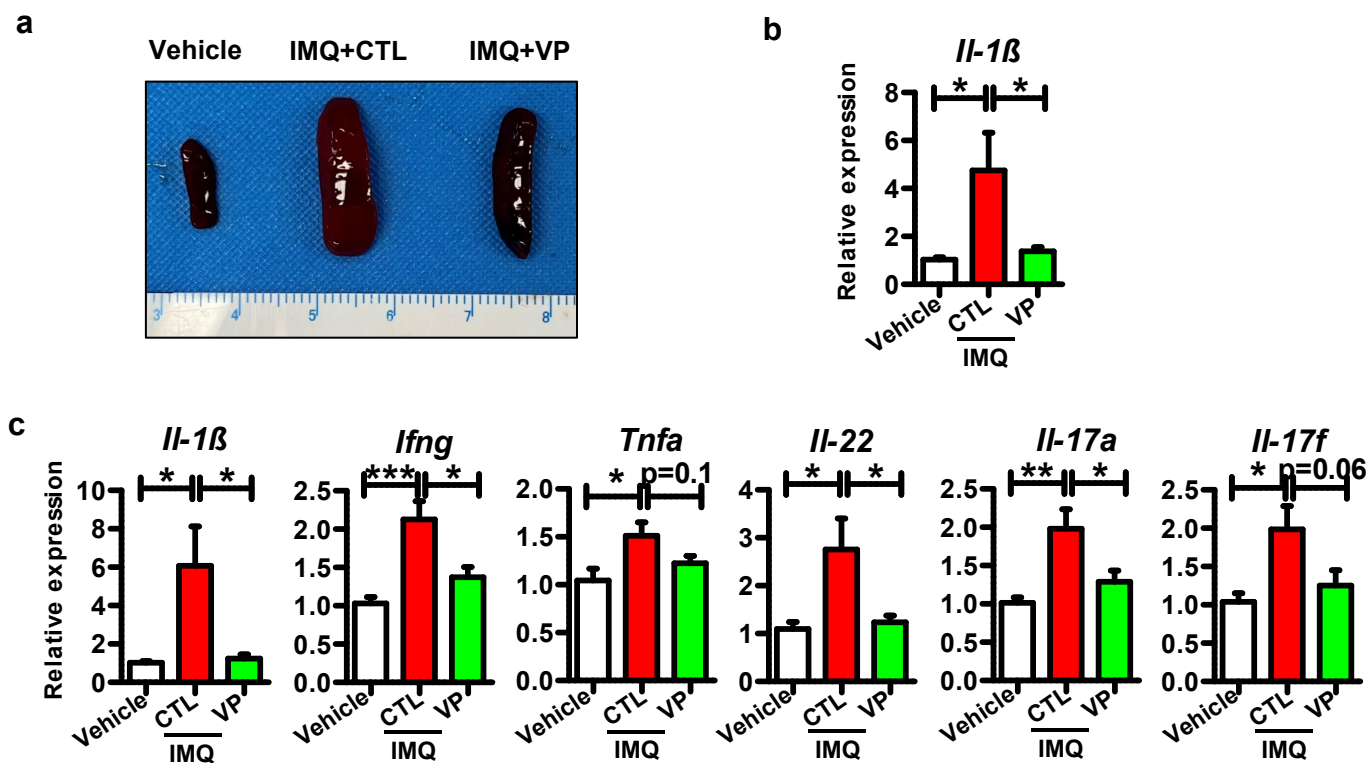 a
Vehicle IMQ+CTL IMQ+VP
3 4 5 6 7 8
b
Il-1ß
* *
Relative expression
8
6
4
2
0
Vehicle CTL VP
IMQ
c
Il-1ß
* *
Relative expression
10
8
6
4
2
0
Vehicle CTL VP
IMQ
Ifng
*** *
2.5
2.0
1.5
1.0
0.5
0.0
Vehicle CTL VP
IMQ
Tnfa
* p=0.1
2.0
1.5
1.0
0.5
0.0
Vehicle CTL VP
IMQ
Il-22
* *
4
3
2
1
0
Vehicle CTL VP
IMQ
Il-17a
** *
2.5
2.0
1.5
1.0
0.5
0.0
Vehicle CTL VP
IMQ
Il-17f
* p=0.06
2.5
2.0
1.5
1.0
0.5
0.0
Vehicle CTL VP
IMQ